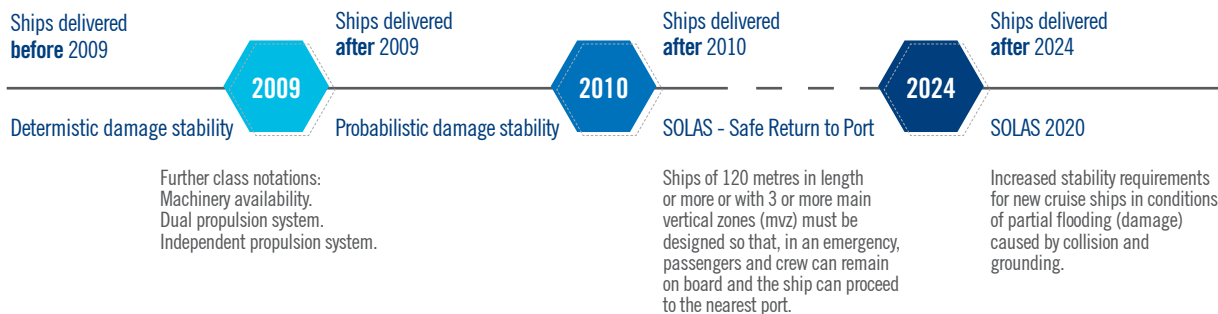 Ships delivered
before 2009
2009
Determistic damage stability
Further class notations:
Machinery availability.
Dual propulsion system.
Independent propulsion system.
Ships delivered
after 2009
2010
Probabilistic damage stability
Ships delivered
after 2010
SOLAS - Safe Return to Port
Ships of 120 metres in length
or more or with 3 or more main
vertical zones (mvz) must be
designed so that, in an emergency,
passengers and crew can remain
on board and the ship can proceed
to the nearest port.
2024
Ships delivered
after 2024
SOLAS 2020
Increased stability requirements
for new cruise ships in conditions
of partial flooding (damage)
caused by collision and
grounding.